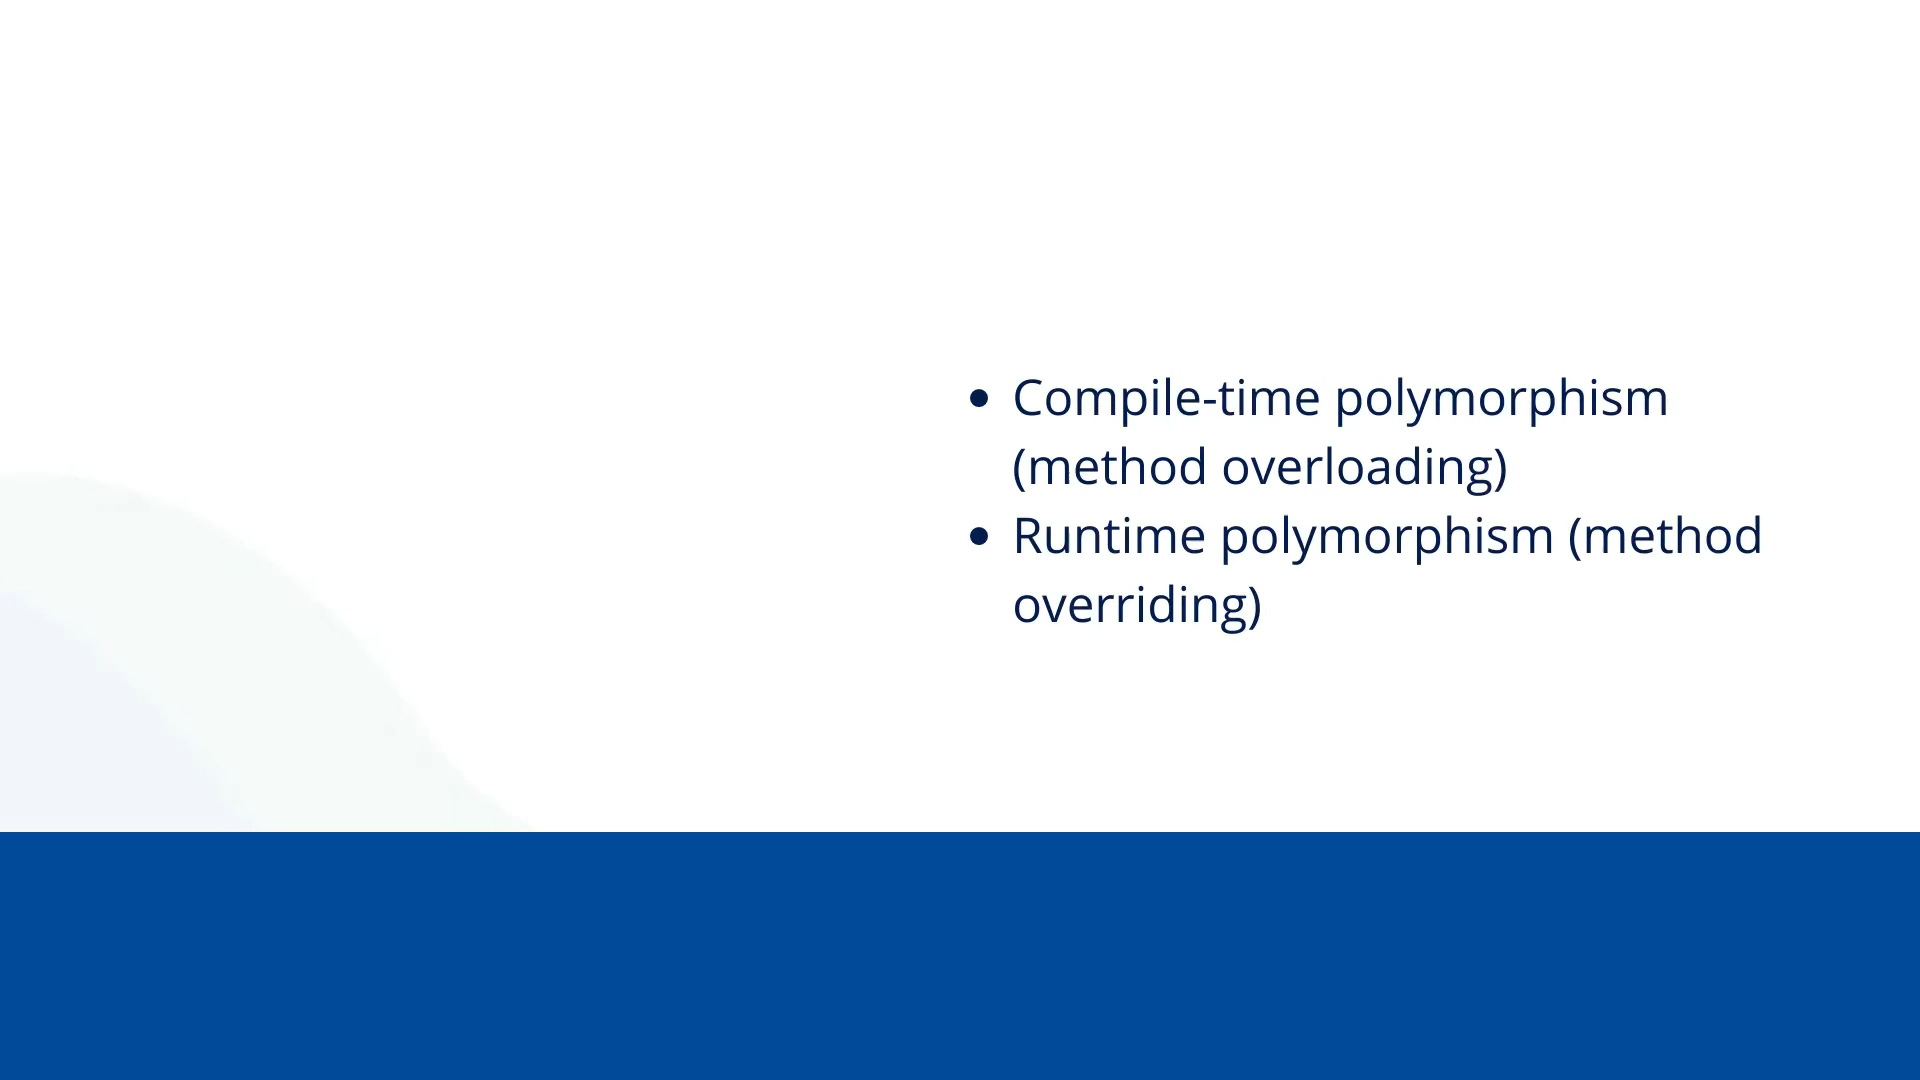 • Compile-time polymorphism
(method overloading)
• Runtime polymorphism (method
overriding)